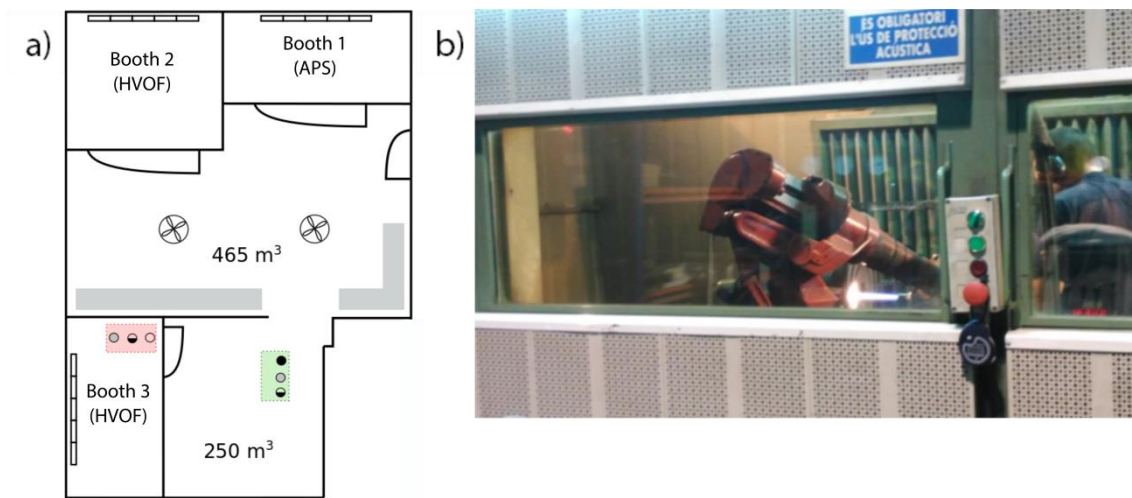 a)
Booth 2
(HVOF)
Booth 1
(APS)
465 m³
Booth 3
(HVOF)
250 m³
b)
ES OBLIGATORI
L'ÚS DE PROTECCIÓ
ACÚSTICA